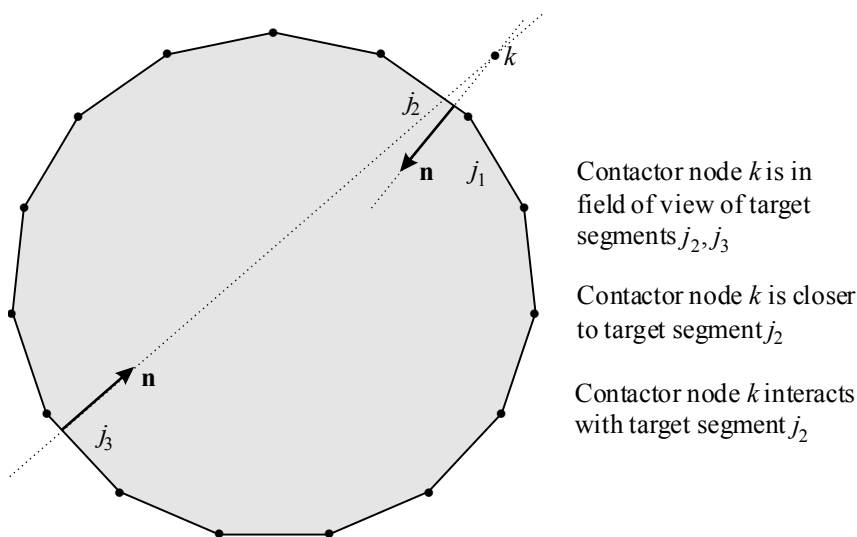 k
j2
n
j1
n
j3
Contactor node k is in
field of view of target
segments j2, j3
Contactor node k is closer
to target segment j2
Contactor node k interacts
with target segment j2